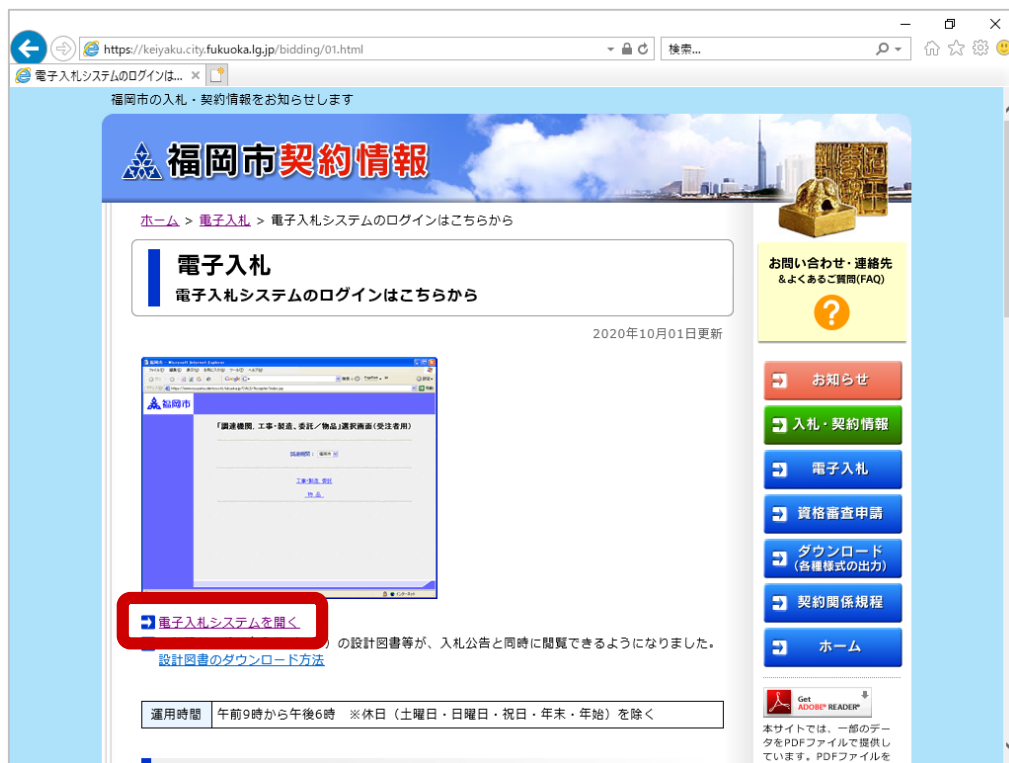 https://keiyaku.city.fukuoka.lg.jp/bidding/01.html
検索...
電子入札システムのログインは...
福岡市の入札・契約情報をお知らせします
福岡市契約情報
ホーム > 電子入札 > 電子入札システムのログインはこちらから
電子入札
電子入札システムのログインはこちらから
2020年10月01日更新
福岡市
「調達機関、工事・製造、委託/物品」選択画面(受注者用)
調達機関: 福岡市
工事・製造、委託
物 品
電子入札システムを開く
の設計図書等が、入札公告と同時に閲覧できるようになりました。
設計図書のダウンロード方法
運用時間 午前9時から午後6時 ※休日(土曜日・日曜日・祝日・年末・年始)を除く
お問い合わせ・連絡先
&よくあるご質問(FAQ)
?
お知らせ
入札・契約情報
電子入札
資格審査申請
ダウンロード
(各種様式の出力)
契約関係規程
ホーム
Get
ADOBE® READER®
本サイトでは、一部のデー
タをPDFファイルで提供し
ています。PDFファイルを